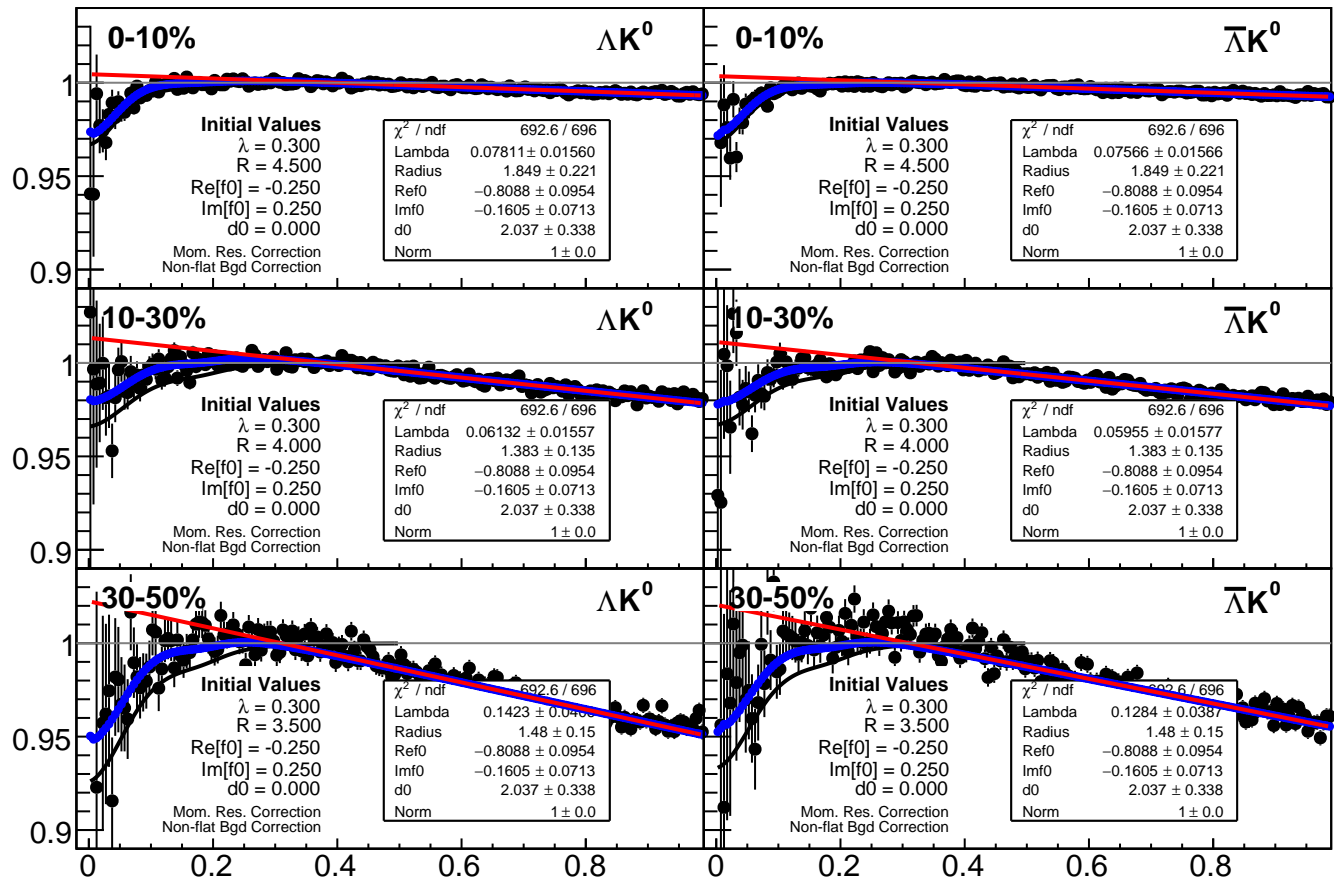 0-10%
ΛK⁰
1
0.95
0.9
Initial Values
λ = 0.300
R = 4.500
Re[f0] = -0.250
Im[f0] = 0.250
d0 = 0.000
Mom. Res. Correction
Non-flat Bgd Correction
χ² / ndf 692.6 / 696
Lambda 0.07811± 0.01560
Radius 1.849 ± 0.221
Ref0 −0.8088 ± 0.0954
Imf0 −0.1605 ± 0.0713
d0 2.037 ± 0.338
Norm 1 ± 0.0
0-10%
Λ̅K⁰
Initial Values
λ = 0.300
R = 4.500
Re[f0] = -0.250
Im[f0] = 0.250
d0 = 0.000
Mom. Res. Correction
Non-flat Bgd Correction
χ² / ndf 692.6 / 696
Lambda 0.07566 ± 0.01566
Radius 1.849 ± 0.221
Ref0 −0.8088 ± 0.0954
Imf0 −0.1605 ± 0.0713
d0 2.037 ± 0.338
Norm 1 ± 0.0
10-30%
ΛK⁰
1
0.95
0.9
Initial Values
λ = 0.300
R = 4.000
Re[f0] = -0.250
Im[f0] = 0.250
d0 = 0.000
Mom. Res. Correction
Non-flat Bgd Correction
χ² / ndf 692.6 / 696
Lambda 0.06132 ± 0.01557
Radius 1.383 ± 0.135
Ref0 −0.8088 ± 0.0954
Imf0 −0.1605 ± 0.0713
d0 2.037 ± 0.338
Norm 1 ± 0.0
10-30%
Λ̅K⁰
Initial Values
λ = 0.300
R = 4.000
Re[f0] = -0.250
Im[f0] = 0.250
d0 = 0.000
Mom. Res. Correction
Non-flat Bgd Correction
χ² / ndf 692.6 / 696
Lambda 0.05955 ± 0.01577
Radius 1.383 ± 0.135
Ref0 −0.8088 ± 0.0954
Imf0 −0.1605 ± 0.0713
d0 2.037 ± 0.338
Norm 1 ± 0.0
30-50%
ΛK⁰
1
0.95
0.9
Initial Values
λ = 0.300
R = 3.500
Re[f0] = -0.250
Im[f0] = 0.250
d0 = 0.000
Mom. Res. Correction
Non-flat Bgd Correction
χ² / ndf 692.6 / 696
Lambda 0.1423 ±
Radius 1.48 ± 0.15
Ref0 −0.8088 ± 0.0954
Imf0 −0.1605 ± 0.0713
d0 2.037 ± 0.338
Norm 1 ± 0.0
30-50%
Λ̅K⁰
Initial Values
λ = 0.300
R = 3.500
Re[f0] = -0.250
Im[f0] = 0.250
d0 = 0.000
Mom. Res. Correction
Non-flat Bgd Correction
χ² / ndf 692.6 / 696
Lambda 0.1284 ± 0.0387
Radius 1.48 ± 0.15
Ref0 −0.8088 ± 0.0954
Imf0 −0.1605 ± 0.0713
d0 2.037 ± 0.338
Norm 1 ± 0.0
0 0.2 0.4 0.6 0.8 0 0.2 0.4 0.6 0.8